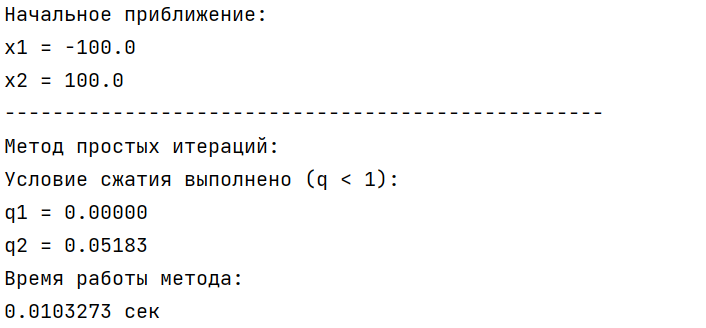 Начальное приближение:
x1 = -100.0
x2 = 100.0
--------------------------------------------------
Метод простых итераций:
Условие сжатия выполнено (q < 1):
q1 = 0.00000
q2 = 0.05183
Время работы метода:
0.0103273 сек